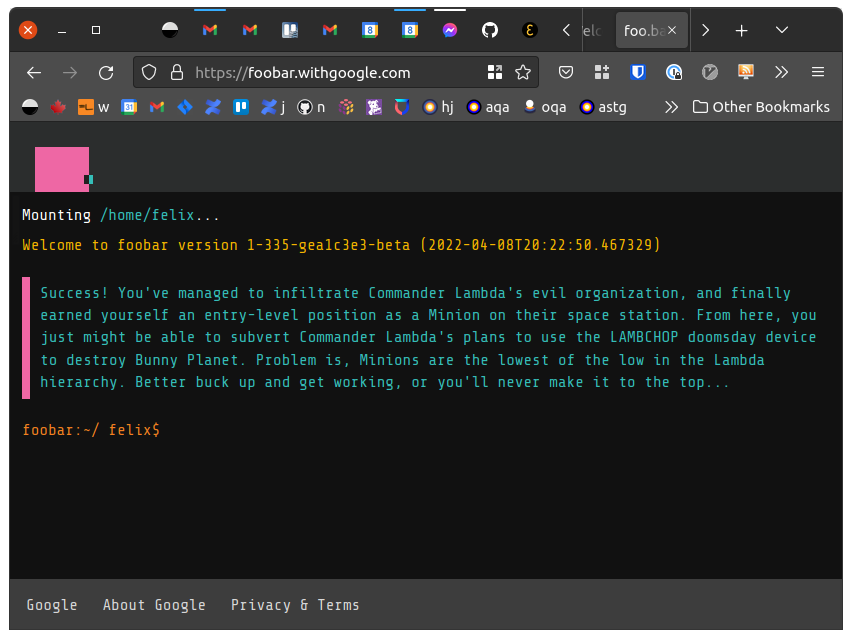 foo.ba
https://foobar.withgoogle.com
w
31
j
n
hj
aqa
oqa
astg
Other Bookmarks
Mounting /home/felix...
Welcome to foobar version 1-335-gea1c3e3-beta (2022-04-08T20:22:50.467329)
Success! You've managed to infiltrate Commander Lambda's evil organization, and finally
earned yourself an entry-level position as a Minion on their space station. From here, you
just might be able to subvert Commander Lambda's plans to use the LAMBCHOP doomsday device
to destroy Bunny Planet. Problem is, Minions are the lowest of the low in the Lambda
hierarchy. Better buck up and get working, or you'll never make it to the top...
foobar:~/ felix$
Google About Google Privacy & Terms